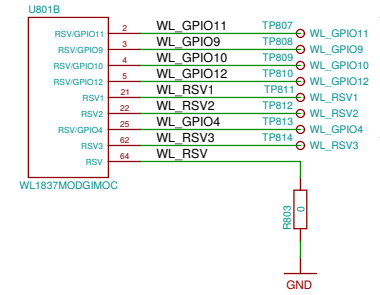 U801B
RSV/GPIO11 2 WL_GPIO11 TP807 WL_GPIO11
RSV/GPIO9 3 WL_GPIO9 TP808 WL_GPIO9
RSV/GPIO10 4 WL_GPIO10 TP809 WL_GPIO10
RSV/GPIO12 5 WL_GPIO12 TP810 WL_GPIO12
RSV1 21 WL_RSV1 TP811 WL_RSV1
RSV2 22 WL_RSV2 TP812 WL_RSV2
RSV/GPIO4 25 WL_GPIO4 TP813 WL_GPIO4
RSV3 62 WL_RSV3 TP814 WL_RSV3
RSV 64 WL_RSV
WL1837MODGIMOC
R803 0
GND